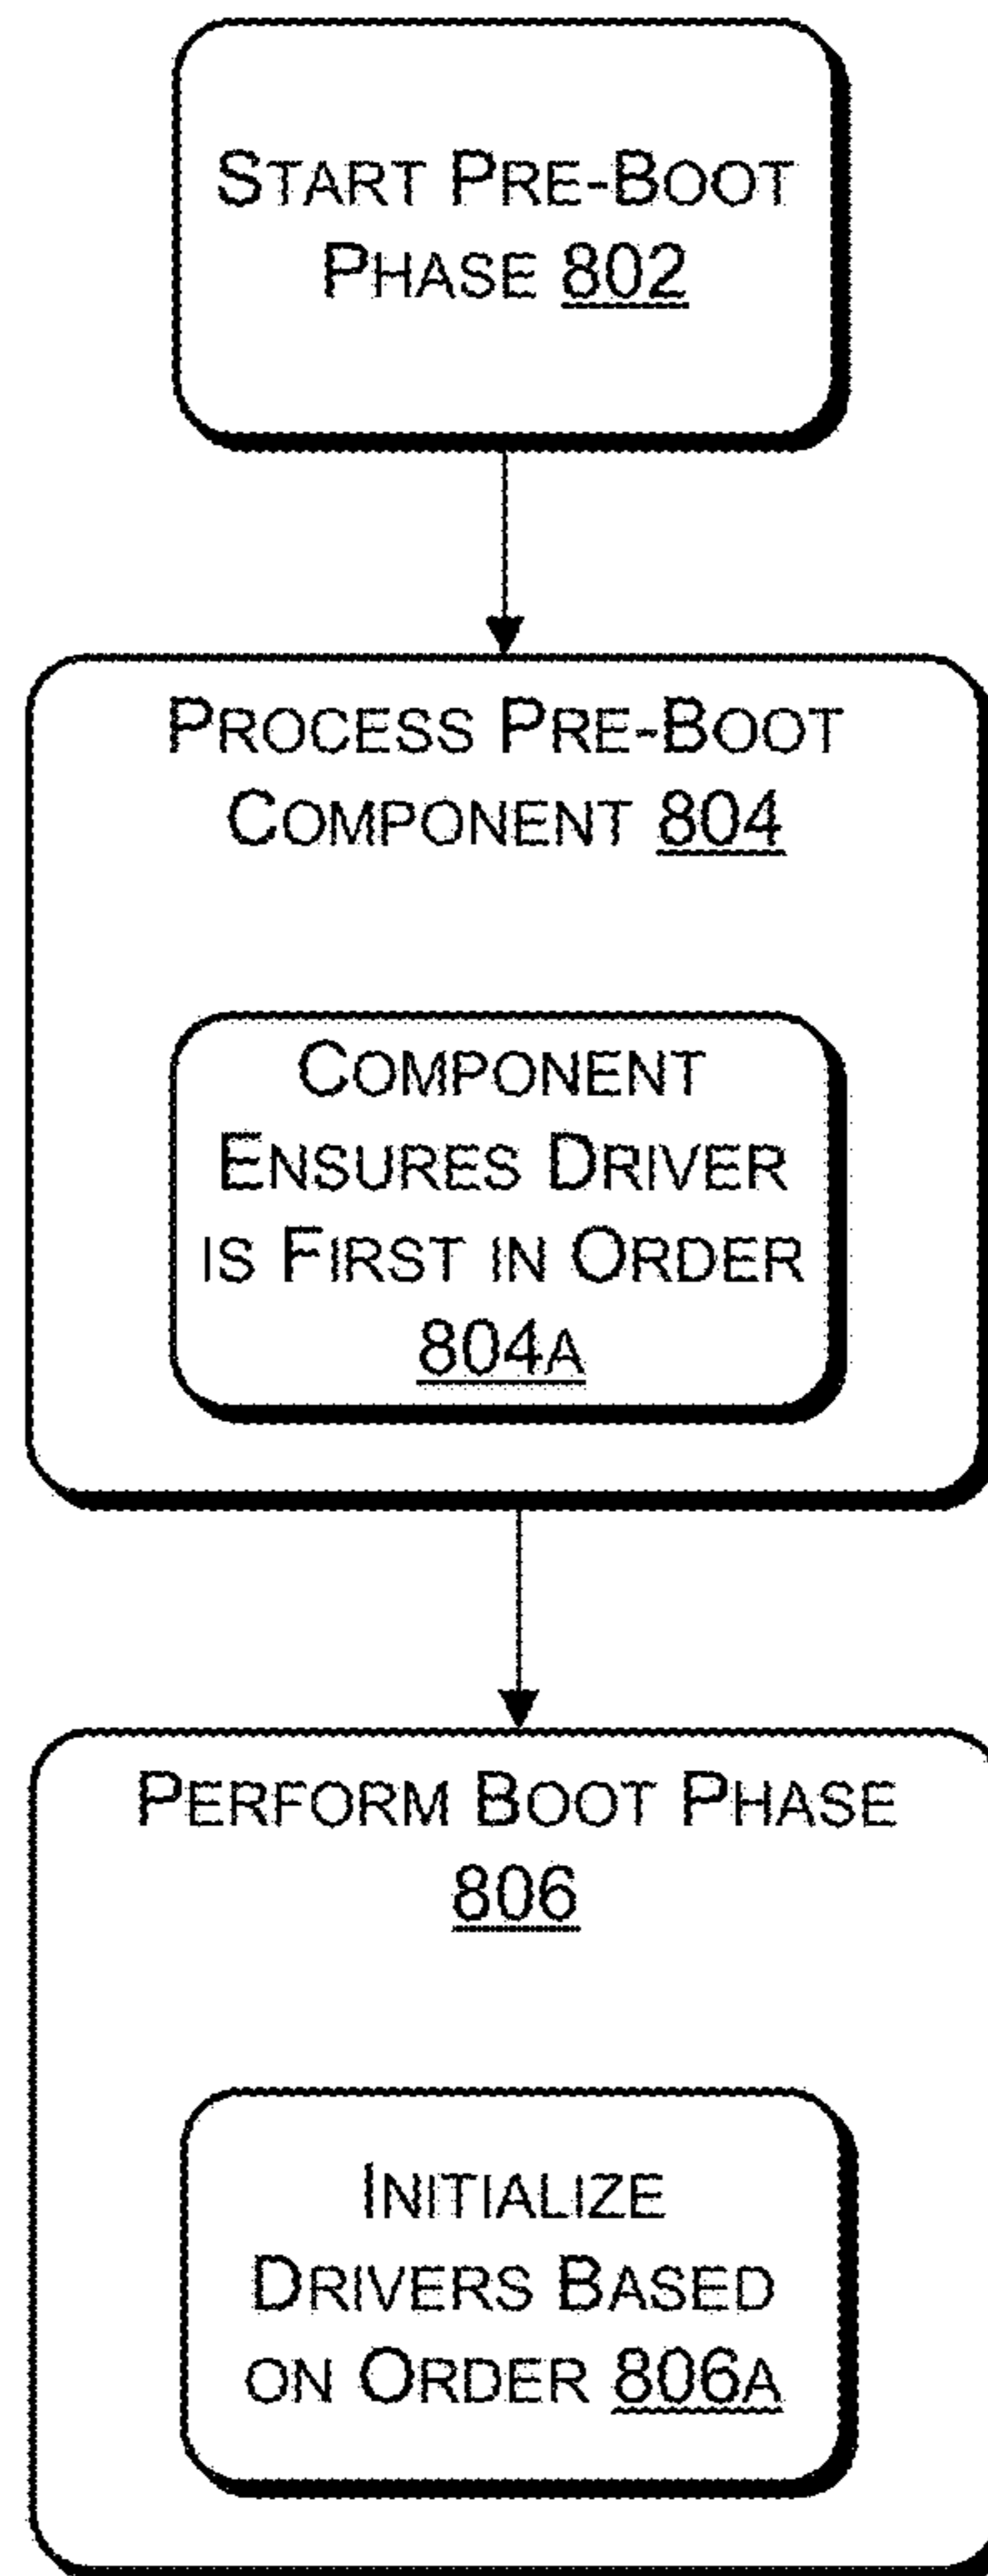 START PRE-BOOT
PHASE 802
PROCESS PRE-BOOT
COMPONENT 804
COMPONENT
ENSURES DRIVER
IS FIRST IN ORDER
804A
PERFORM BOOT PHASE
806
INITIALIZE
DRIVERS BASED
ON ORDER 806A